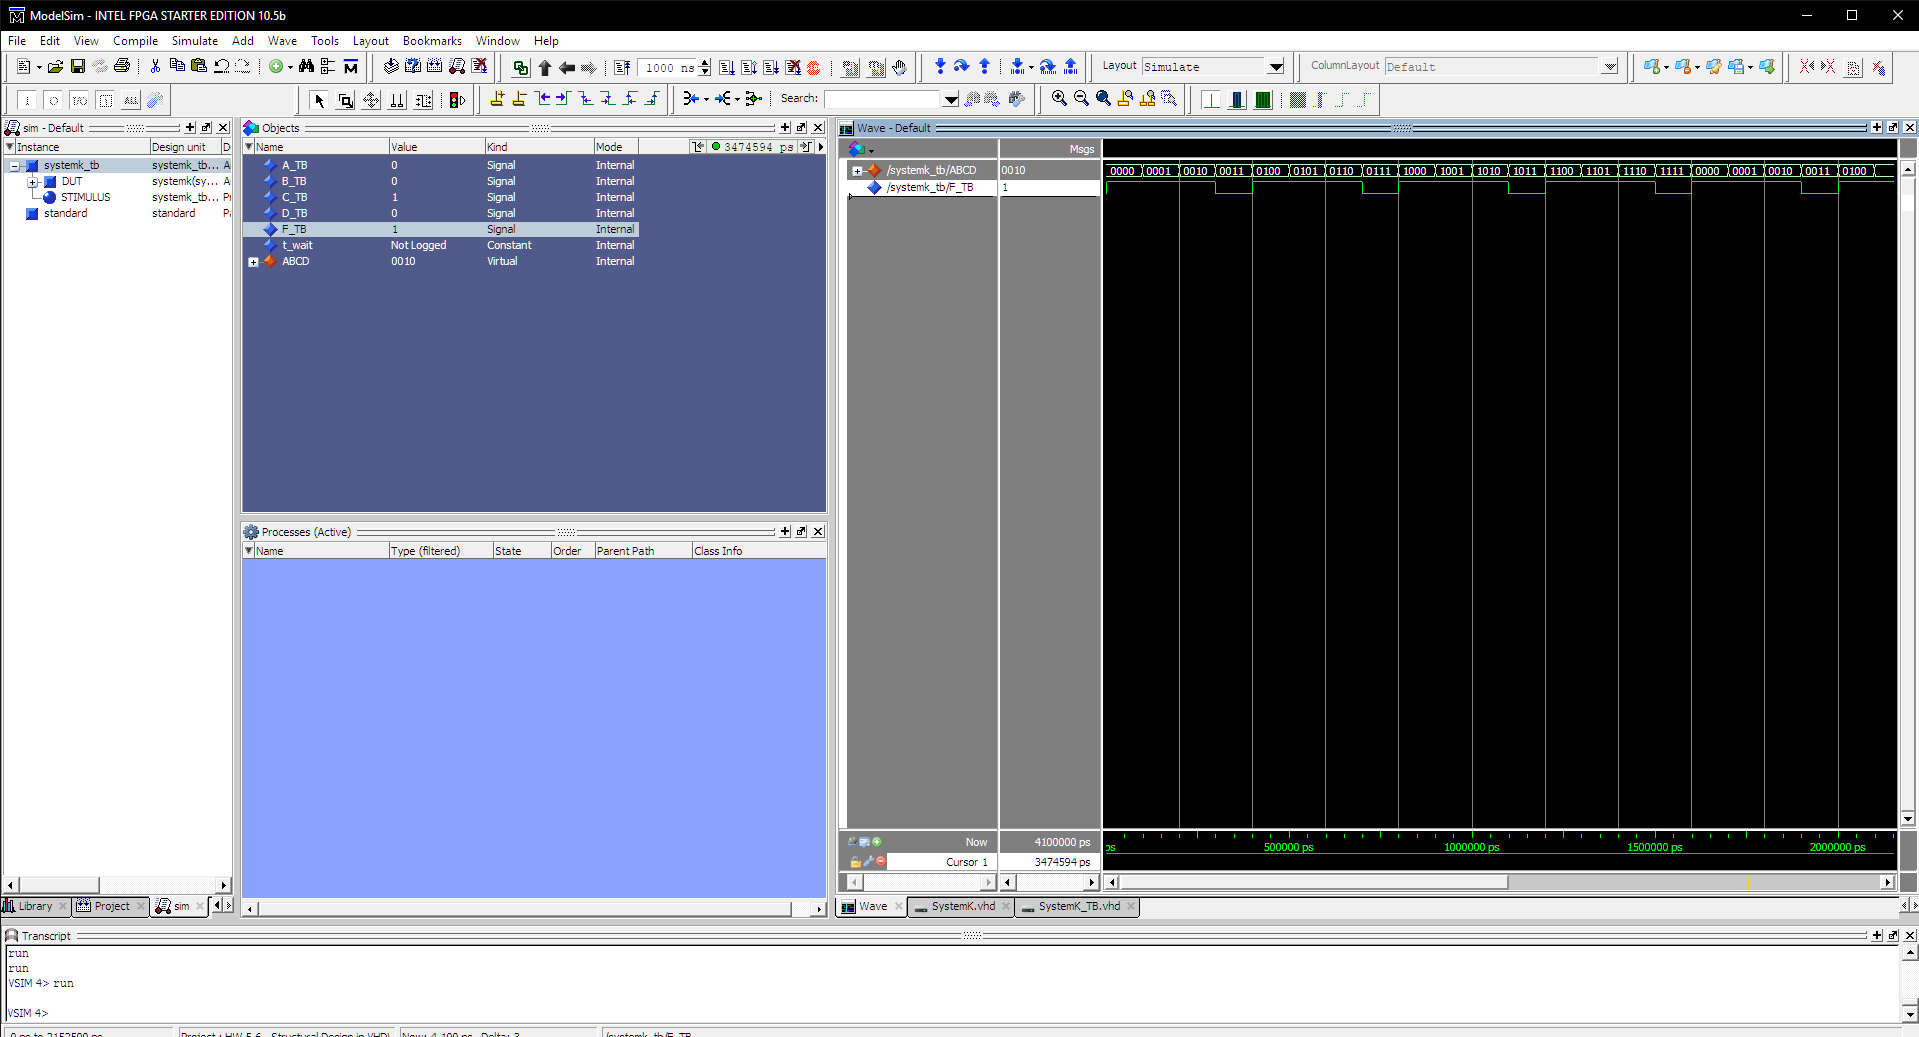 ModelSim - INTEL FPGA STARTER EDITION 10.5b
File Edit View Compile Simulate Add Wave Tools Layout Bookmarks Window Help
1000 ns
Layout Simulate
ColumnLayout Default
ALL
Search:
sim - Default
Instance Design unit D
systemk_tb systemk_tb... A
DUT systemk(sy... A
STIMULUS systemk_tb... Pr
standard standard Pa
Objects
Name Value Kind Mode 3474594 ps
A_TB 0 Signal Internal
B_TB 0 Signal Internal
C_TB 1 Signal Internal
D_TB 0 Signal Internal
F_TB 1 Signal Internal
t_wait Not Logged Constant Internal
ABCD 0010 Virtual Internal
Processes (Active)
Name Type (filtered) State Order Parent Path Class Info
Wave - Default
Msgs
/systemk_tb/ABCD 0010 0000 0001 0010 0011 0100 0101 0110 0111 1000 1001 1010 1011 1100 1101 1110 1111 0000 0001 0010 0011 0100
/systemk_tb/F_TB 1
Now 4100000 ps ps 500000 ps 1000000 ps 1500000 ps 2000000 ps
Cursor 1 3474594 ps
Library Project sim
Wave SystemK.vhd SystemK_TB.vhd
Transcript
run
run
VSIM 4> run
VSIM 4>
0 ps to 2152599 ps Project : HW 5.6 - Structural Design in VHDL Now: 4,100 ns Delta: 3 /systemk_tb/F_TB